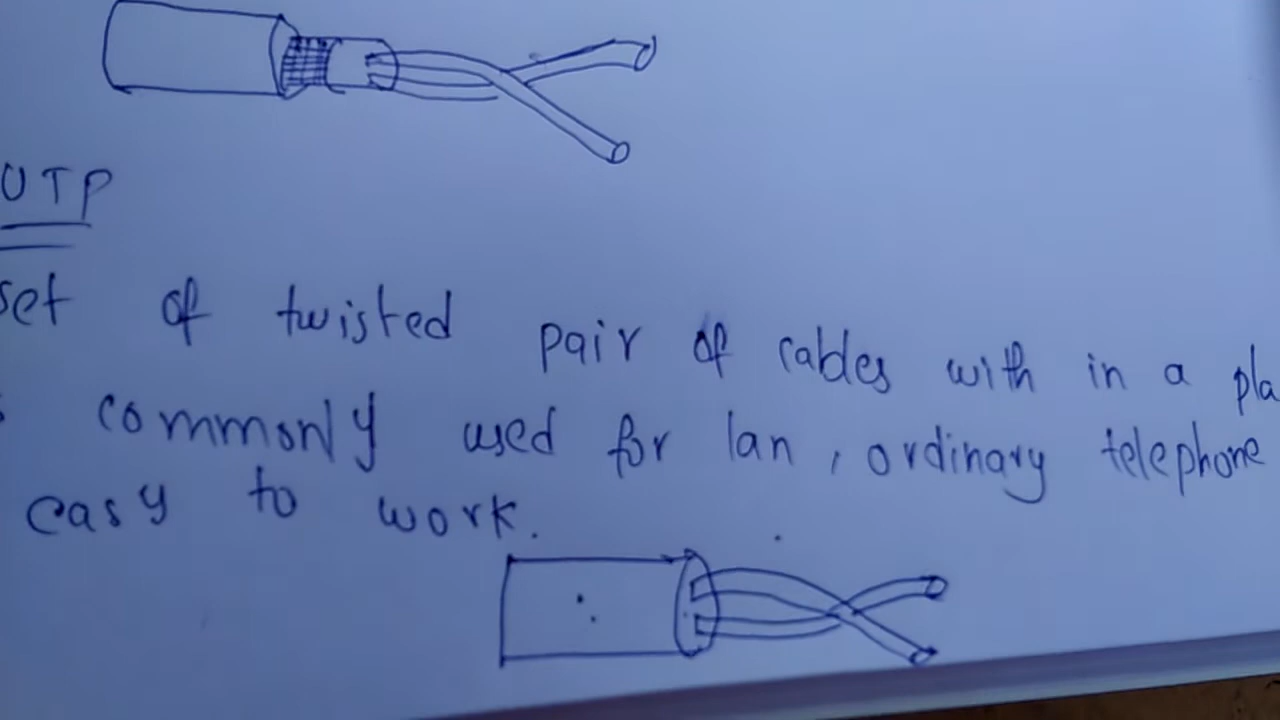 UTP
set of twisted pair of cables with in a pla
commonly used for lan, ordinary telephone
easy to work.